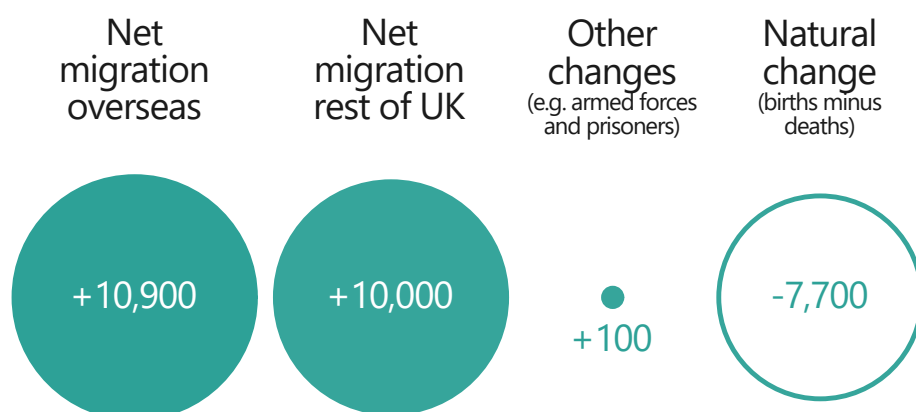 Net
migration
overseas
Net
migration
rest of UK
Other
changes
(e.g. armed forces
and prisoners)
Natural
change
(births minus
deaths)
+10,900
+10,000
+100
-7,700